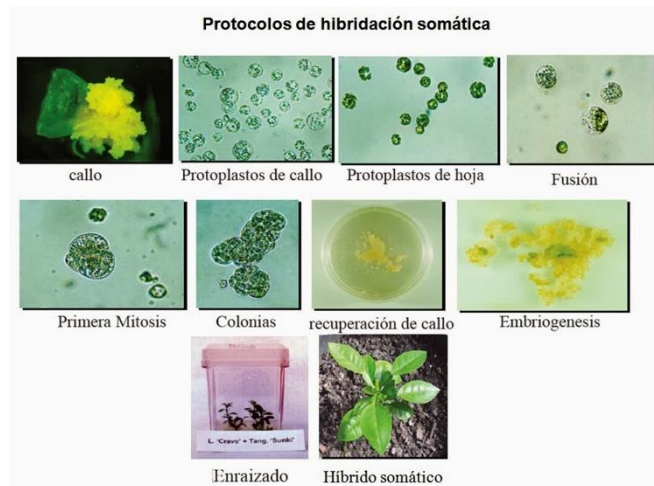 Protocolos de hibridación somática
callo
Protoplastos de callo
Protoplastos de hoja
Fusión
Primera Mitosis
Colonias
recuperación de callo
Embriogenesis
L. 'Cravo' + Tang. 'Sunki'
Enraizado
Híbrido somático